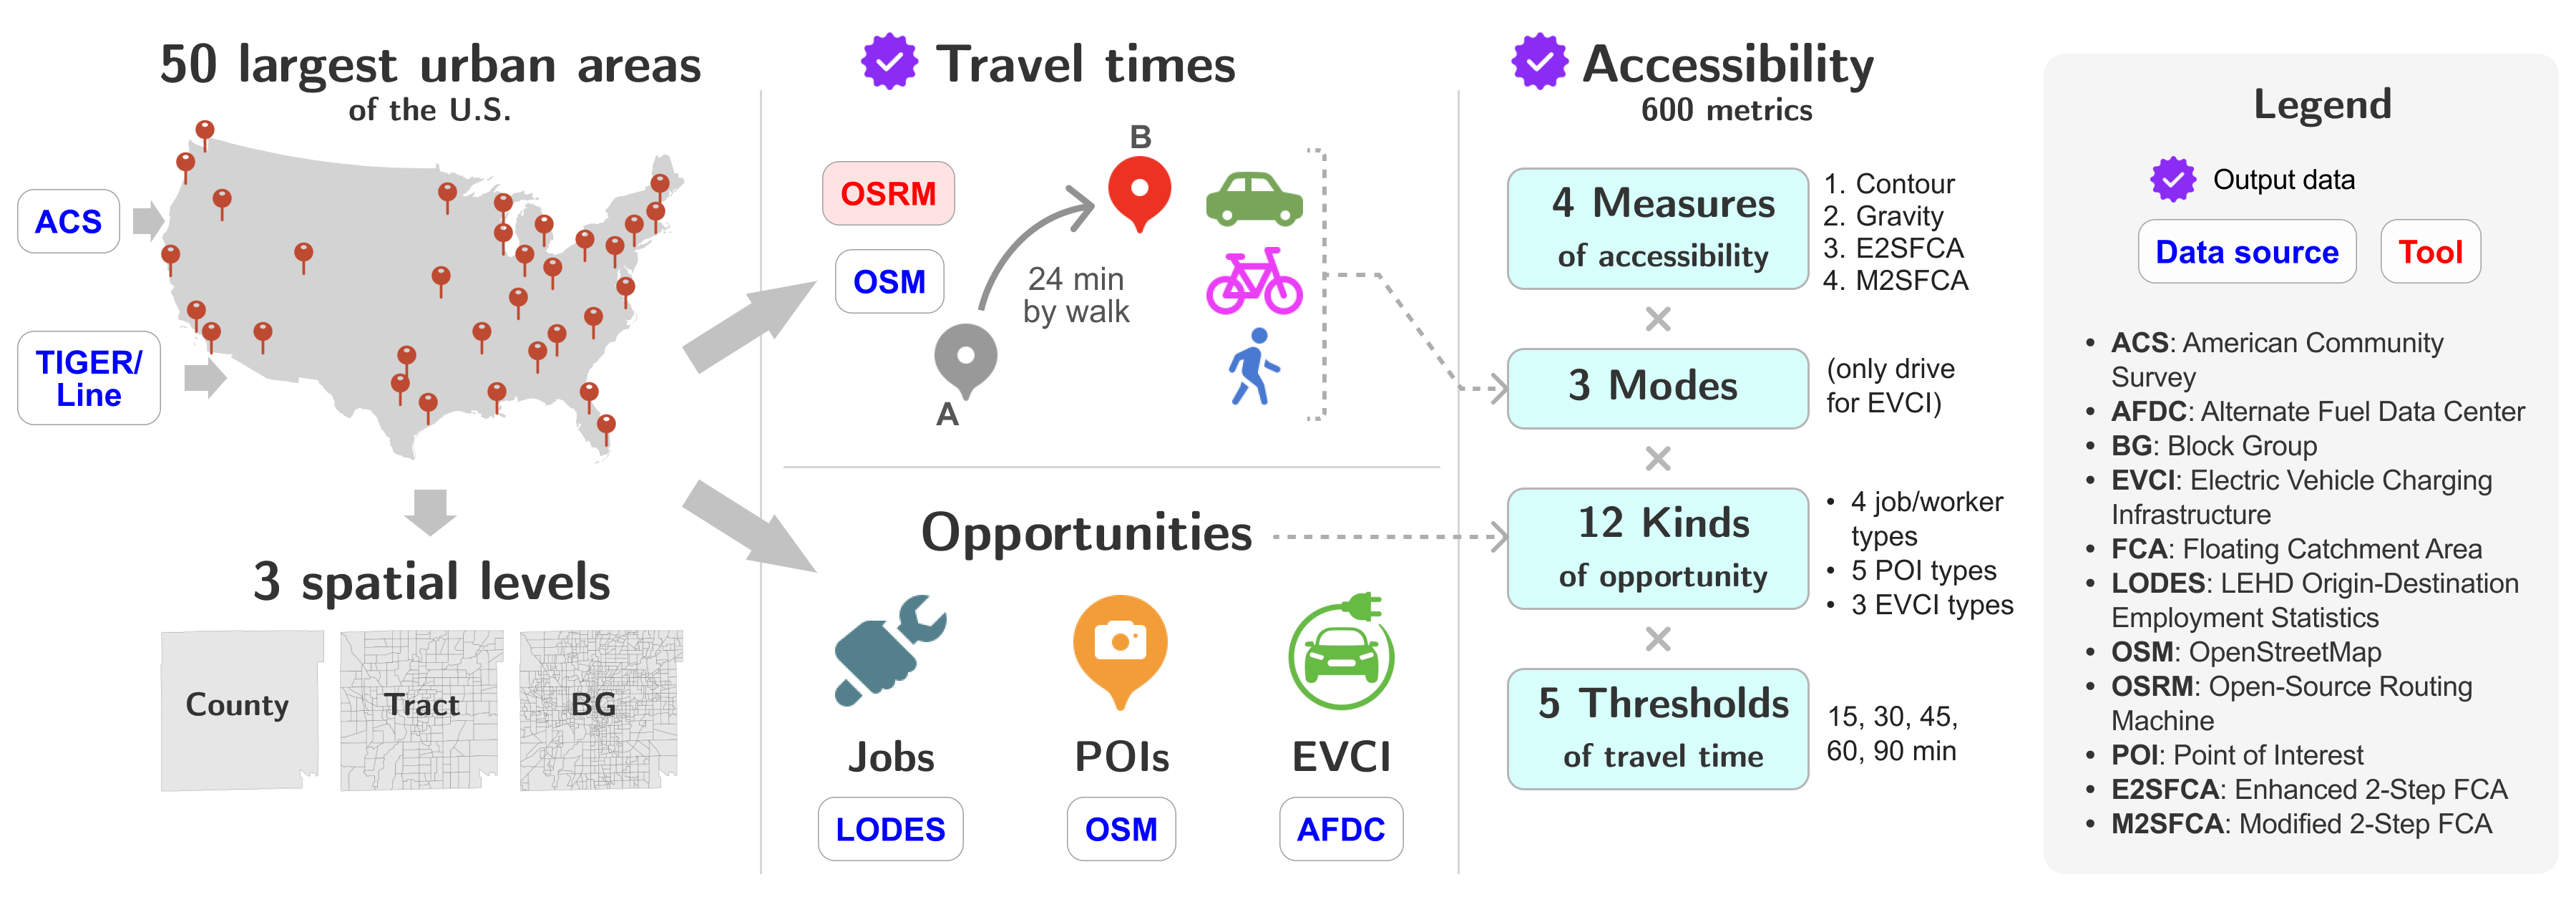 50 largest urban areas
of the U.S.
ACS
TIGER/
Line
3 spatial levels
County
Tract
BG
Travel times
OSRM
OSM
B
24 min
by walk
A
Opportunities
Jobs
POIs
EVCI
LODES
OSM
AFDC
Accessibility
600 metrics
4 Measures
of accessibility
1. Contour
2. Gravity
3. E2SFCA
4. M2SFCA
×
3 Modes
(only drive
for EVCI)
×
12 Kinds
of opportunity
• 4 job/worker
types
• 5 POI types
• 3 EVCI types
×
5 Thresholds
of travel time
15, 30, 45,
60, 90 min
Legend
Output data
Data source
Tool
• ACS: American Community
Survey
• AFDC: Alternate Fuel Data Center
• BG: Block Group
• EVCI: Electric Vehicle Charging
Infrastructure
• FCA: Floating Catchment Area
• LODES: LEHD Origin-Destination
Employment Statistics
• OSM: OpenStreetMap
• OSRM: Open-Source Routing
Machine
• POI: Point of Interest
• E2SFCA: Enhanced 2-Step FCA
• M2SFCA: Modified 2-Step FCA